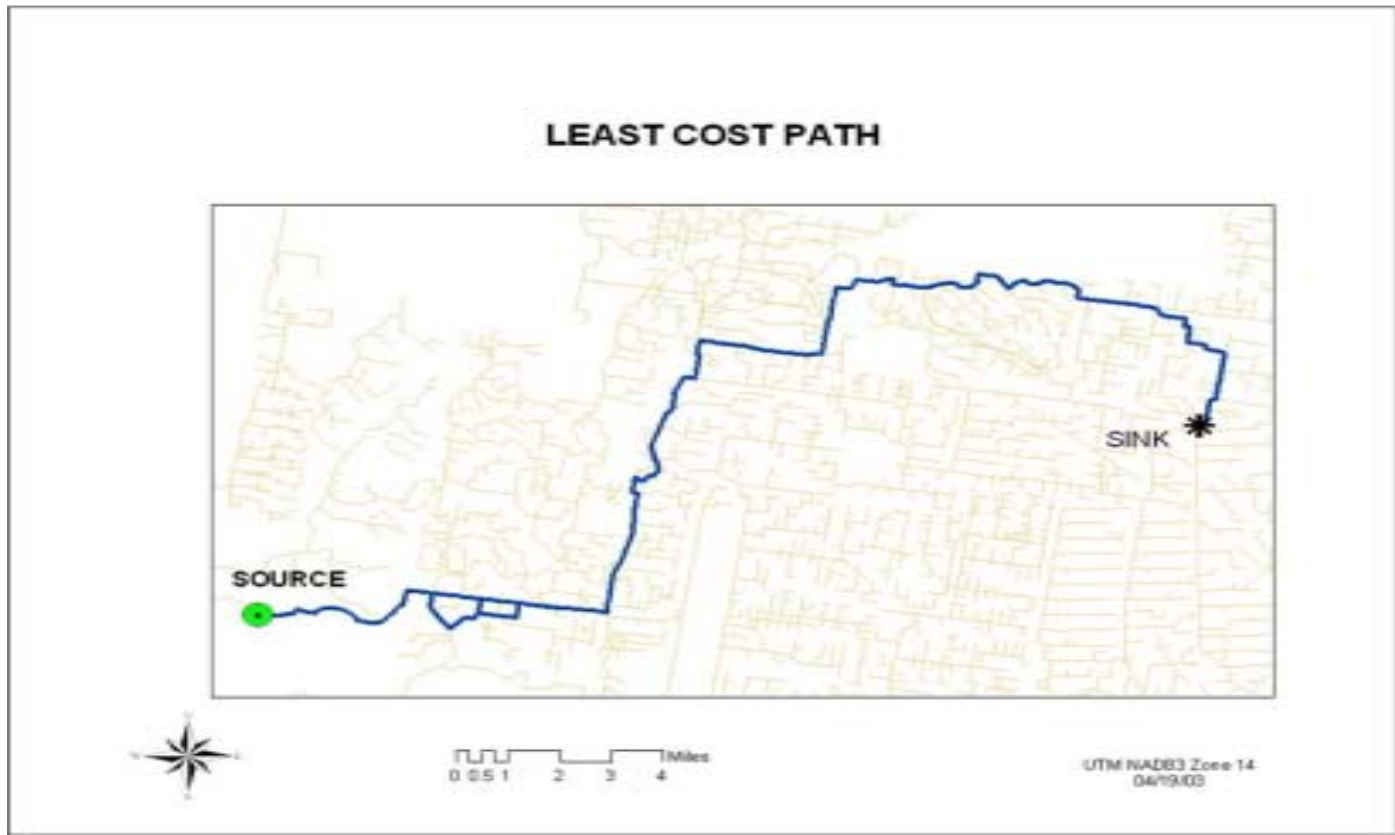 LEAST COST PATH
SINK
SOURCE
Miles
0 0.5 1 2 3 4
UTM NAD83 Zone 14
04/19/03